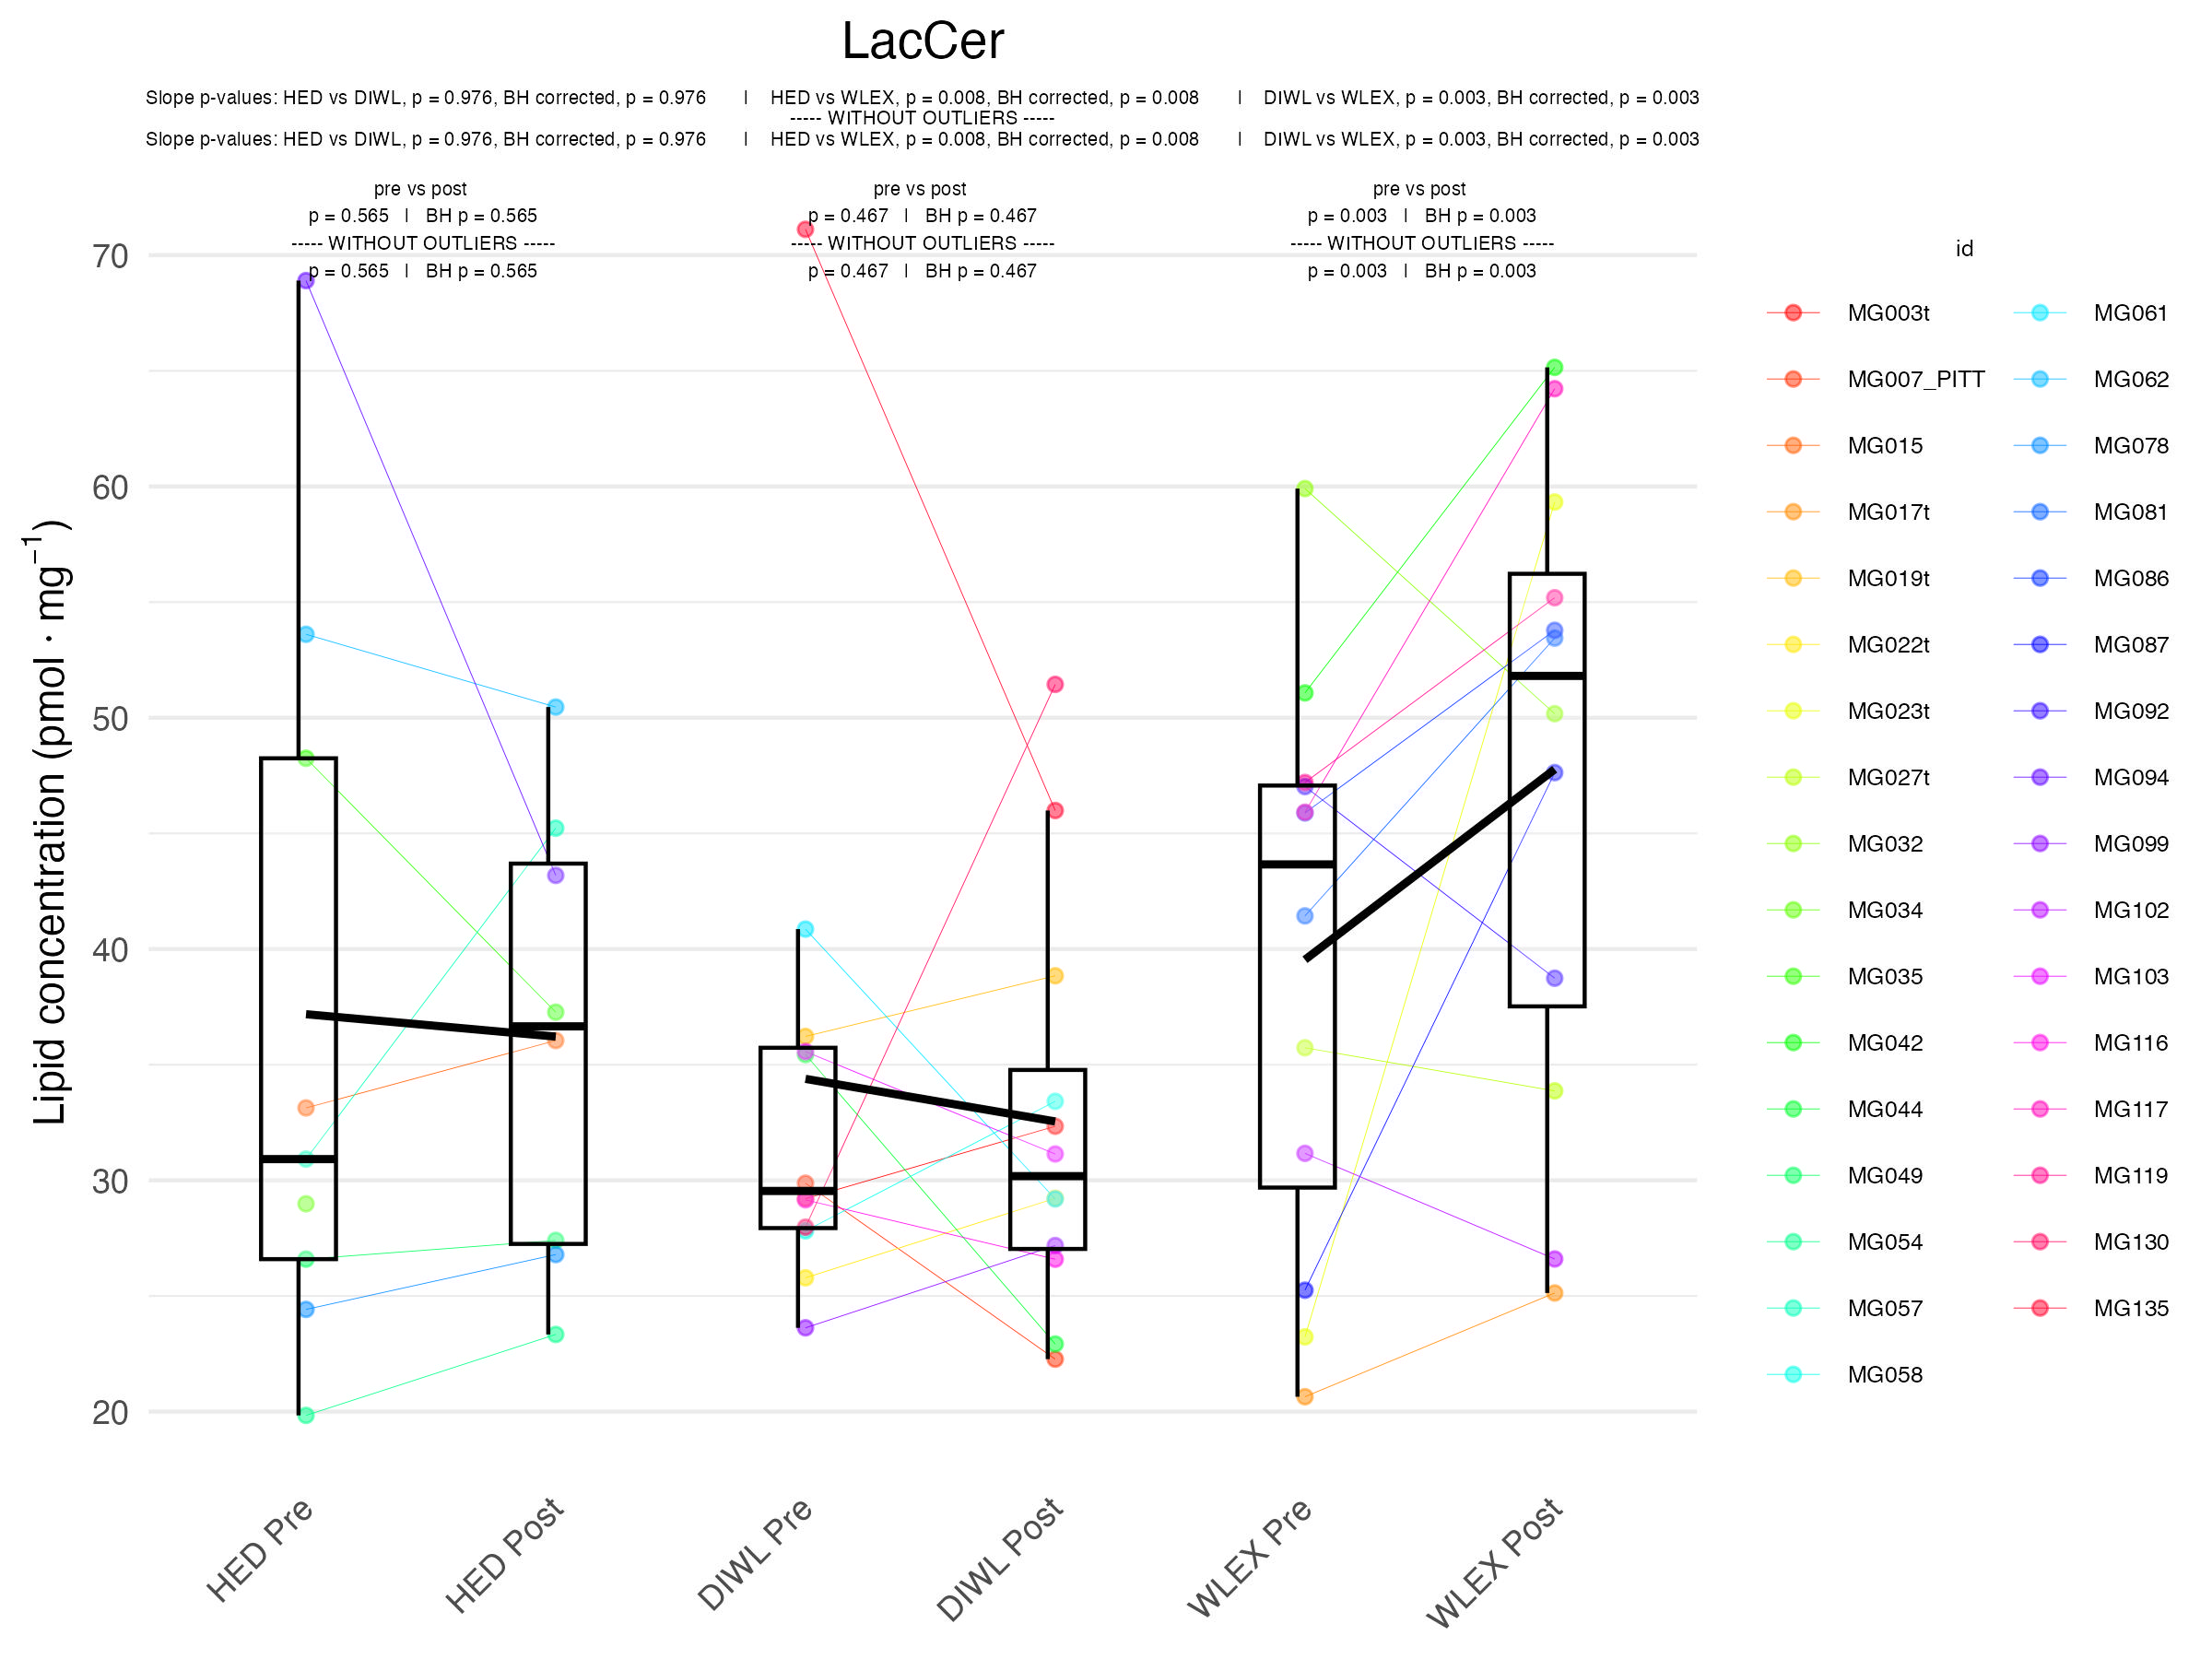 LacCer
Slope p-values: HED vs DIWL, p = 0.976, BH corrected, p = 0.976 | HED vs WLEX, p = 0.008, BH corrected, p = 0.008 | DIWL vs WLEX, p = 0.003, BH corrected, p = 0.003
----- WITHOUT OUTLIERS -----
Slope p-values: HED vs DIWL, p = 0.976, BH corrected, p = 0.976 | HED vs WLEX, p = 0.008, BH corrected, p = 0.008 | DIWL vs WLEX, p = 0.003, BH corrected, p = 0.003
pre vs post
p = 0.565 | BH p = 0.565
----- WITHOUT OUTLIERS -----
p = 0.565 | BH p = 0.565
pre vs post
p = 0.467 | BH p = 0.467
----- WITHOUT OUTLIERS -----
p = 0.467 | BH p = 0.467
pre vs post
p = 0.003 | BH p = 0.003
----- WITHOUT OUTLIERS -----
p = 0.003 | BH p = 0.003
Lipid concentration (pmol · mg⁻¹)
70
60
50
40
30
20
HED Pre
HED Post
DIWL Pre
DIWL Post
WLEX Pre
WLEX Post
id
MG003t
MG007_PITT
MG015
MG017t
MG019t
MG022t
MG023t
MG027t
MG032
MG034
MG035
MG042
MG044
MG049
MG054
MG057
MG058
MG061
MG062
MG078
MG081
MG086
MG087
MG092
MG094
MG099
MG102
MG103
MG116
MG117
MG119
MG130
MG135